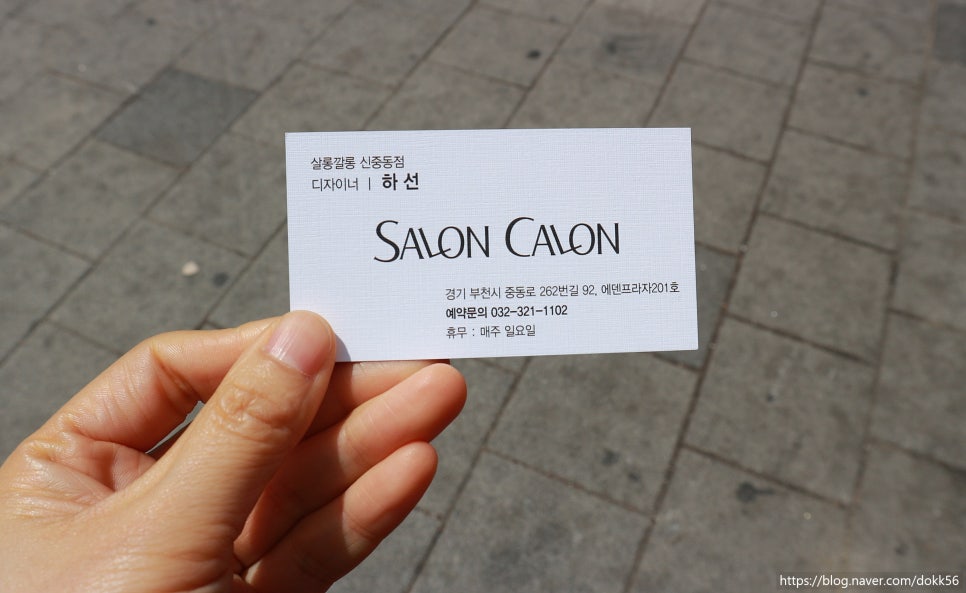 살롱깔롱 신중동점
디자이너 | 하 선
SALON CALON
경기 부천시 중동로 262번길 92, 에덴프라자201호
예약문의 032-321-1102
휴무 : 매주 일요일
https://blog.naver.com/dokk56